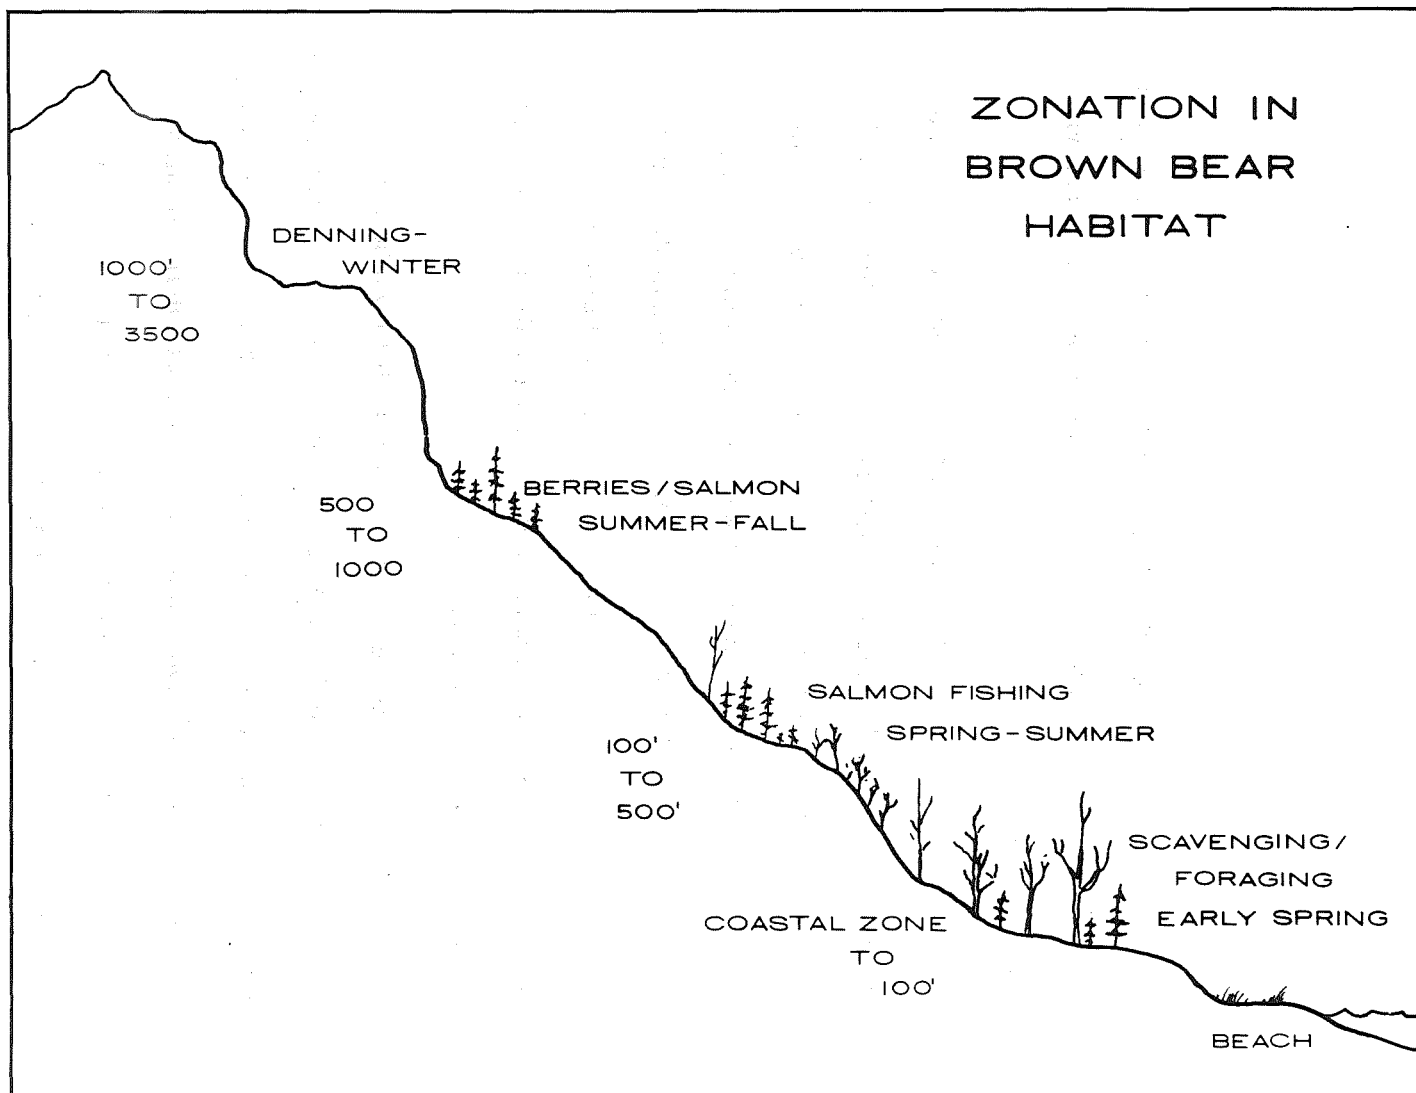 ZONATION IN
BROWN BEAR
HABITAT
DENNING-
WINTER
1000'
TO
3500
BERRIES/SALMON
SUMMER-FALL
500
TO
1000
SALMON FISHING
SPRING-SUMMER
100'
TO
500'
SCAVENGING/
FORAGING
EARLY SPRING
COASTAL ZONE
TO
100'
BEACH